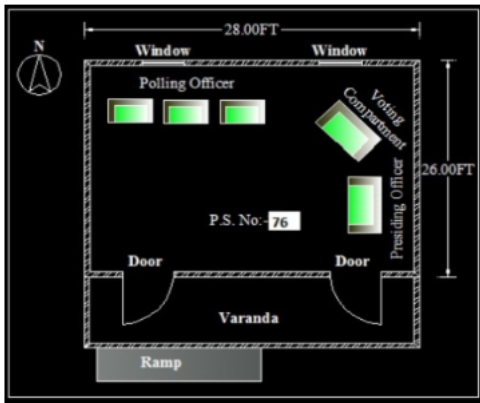 28.00FT
N
Window Window
Polling Officer
Voting
Compartment
26.00FT
Presiding Officer
P.S. No:- 76
Door Door
Varanda
Ramp